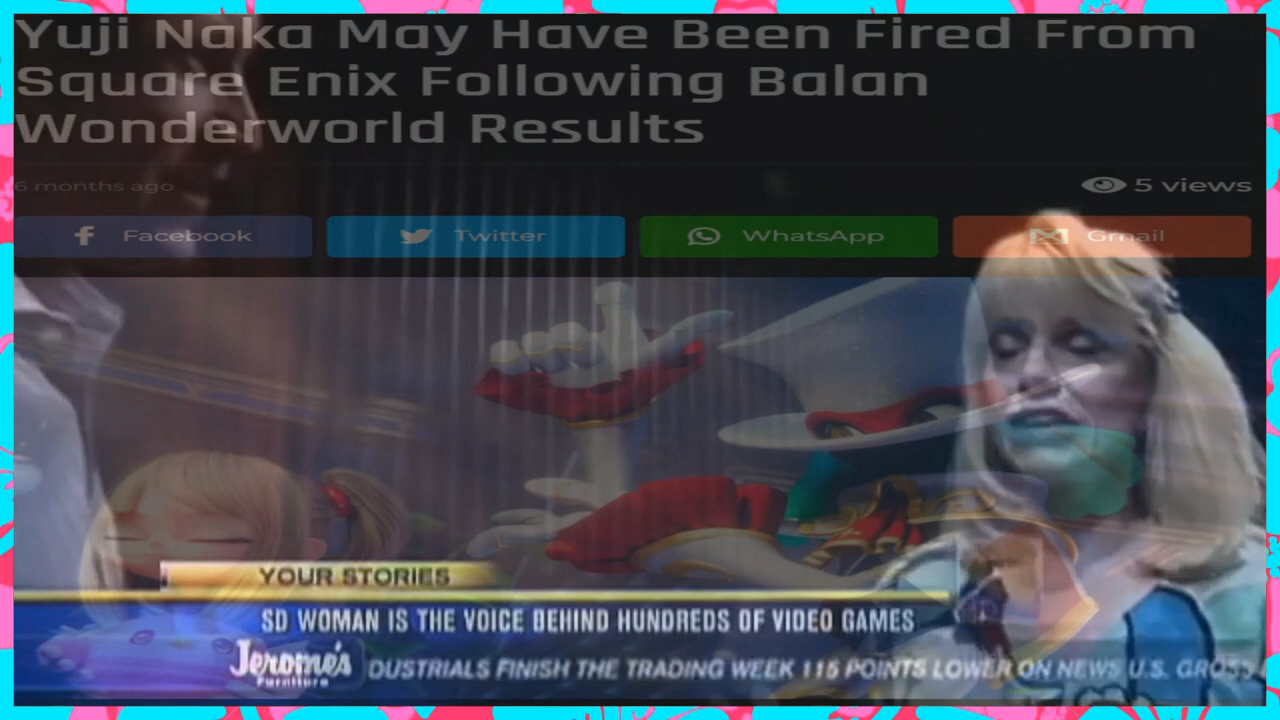 Yuji Naka May Have Been Fired From
Square Enix Following Balan
Wonderworld Results
6 months ago
5 views
Facebook
Twitter
WhatsApp
Gmail
YOUR STORIES
SD WOMAN IS THE VOICE BEHIND HUNDREDS OF VIDEO GAMES
Jerome's
Furniture
DUSTRIALS FINISH THE TRADING WEEK 115 POINTS LOWER ON NEWS U.S. GROSS